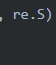 , re.S)